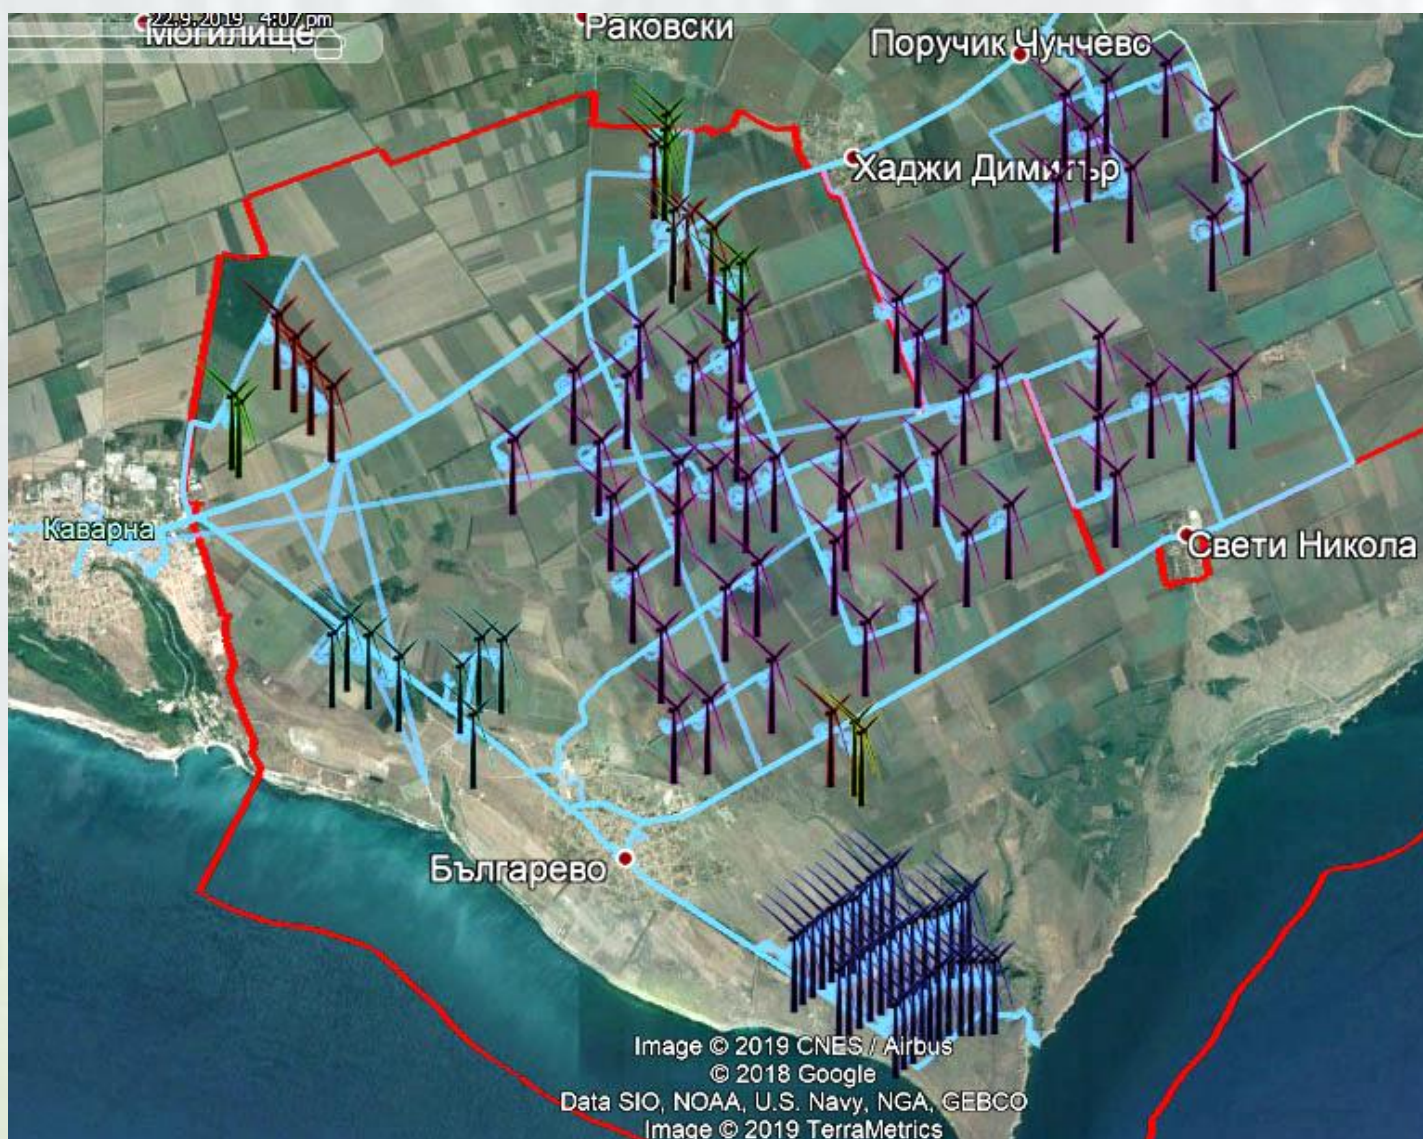 22.9.2019 4:07 pm
Могилище
Раковски
Поручик Чунчево
Хаджи Димитър
Каварна
Свети Никола
Българево
Image © 2019 CNES / Airbus
© 2018 Google
Data SIO, NOAA, U.S. Navy, NGA, GEBCO
Image © 2019 TerraMetrics